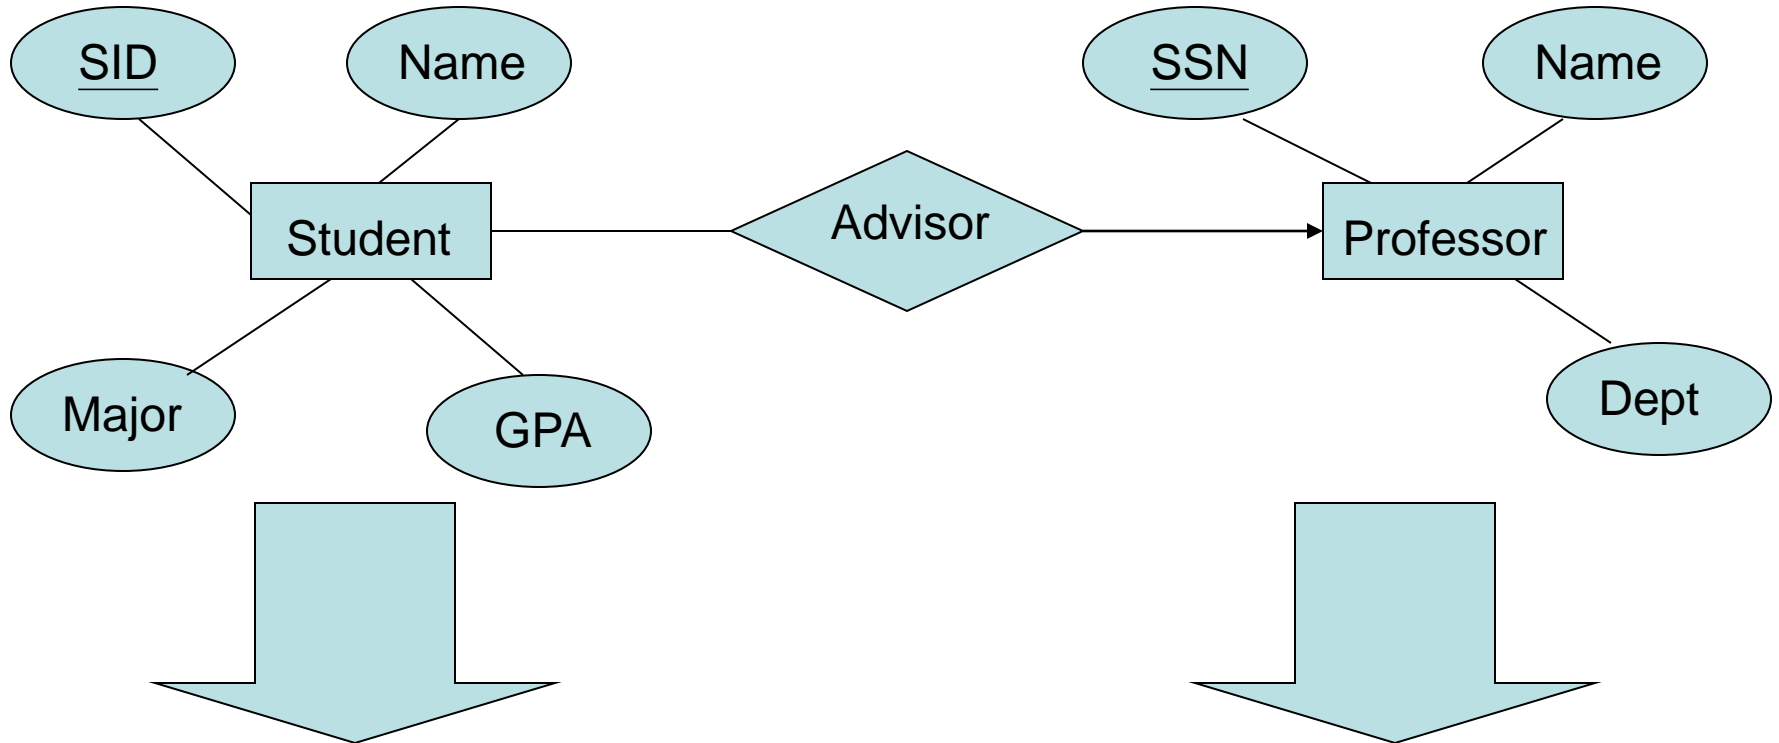 SID
Name
SSN
Name
Student
Advisor
Professor
Major
GPA
Dept